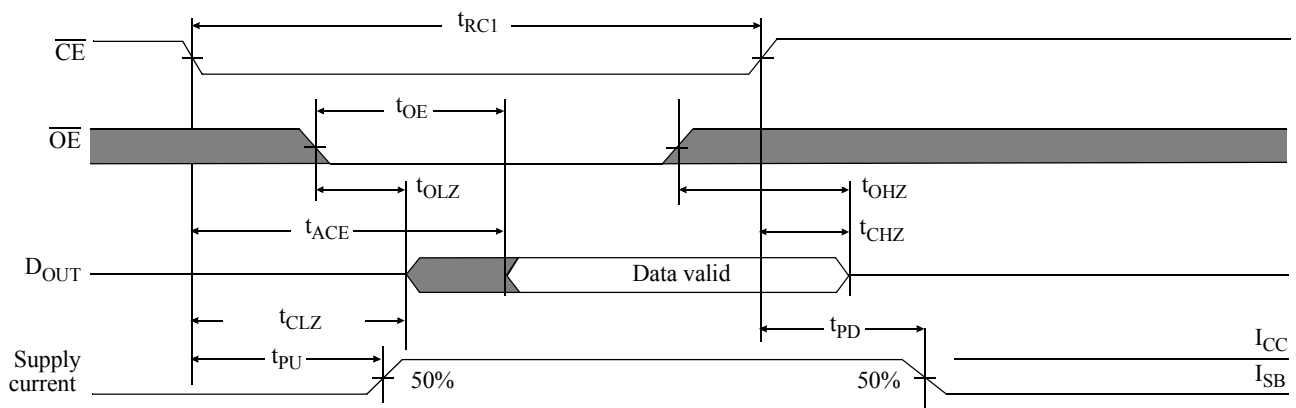 tRC1
CE
tOE
OE
tOLZ
tOHZ
tACE
tCHZ
DOUT
Data valid
tCLZ
tPD
tPU
ICC
Supply
current
50%
50%
ISB